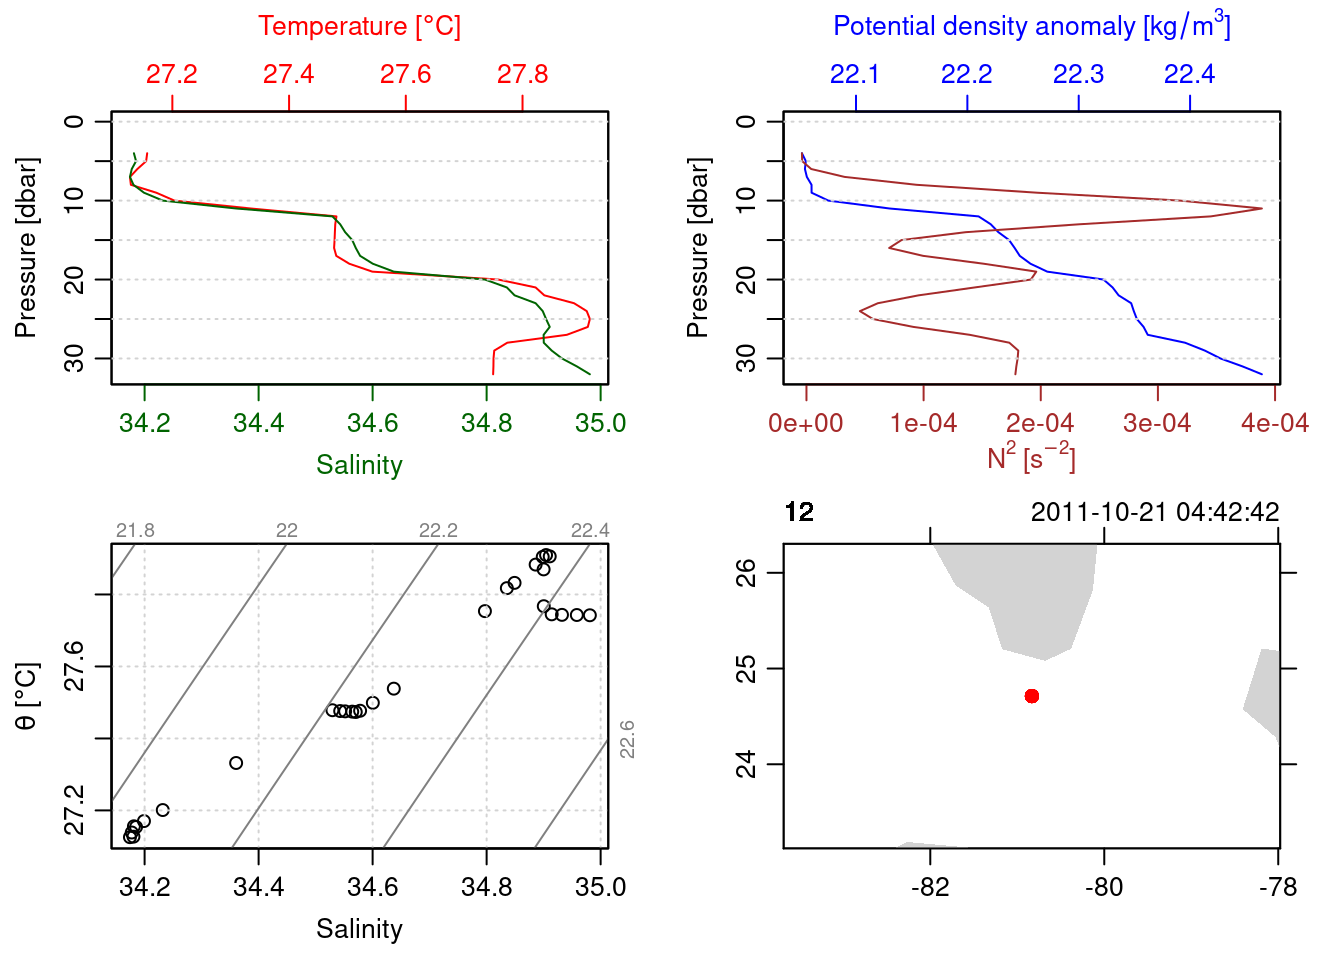 Temperature [°C]
27.2 27.4 27.6 27.8
0
10
20
30
Pressure [dbar]
34.2 34.4 34.6 34.8 35.0
Salinity
Potential density anomaly [kg/m³]
22.1 22.2 22.3 22.4
0
10
20
30
Pressure [dbar]
0e+00 1e-04 2e-04 3e-04 4e-04
N² [s⁻²]
21.8 22 22.2 22.4
22.6
27.6
27.2
θ [°C]
34.2 34.4 34.6 34.8 35.0
Salinity
12 2011-10-21 04:42:42
26
25
24
-82 -80 -78